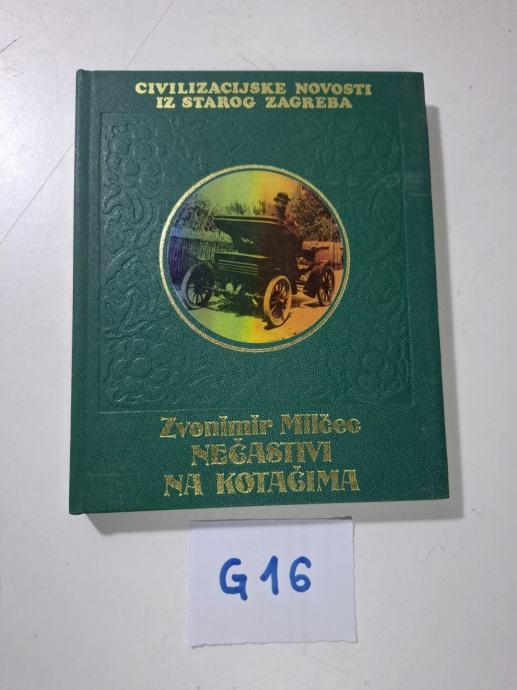 CIVILIZACIJSKE NOVOSTI
IZ STAROG ZAGREBA
Zvonimir Milčec
NEČASTIVI
NA KOTAČIMA
G16